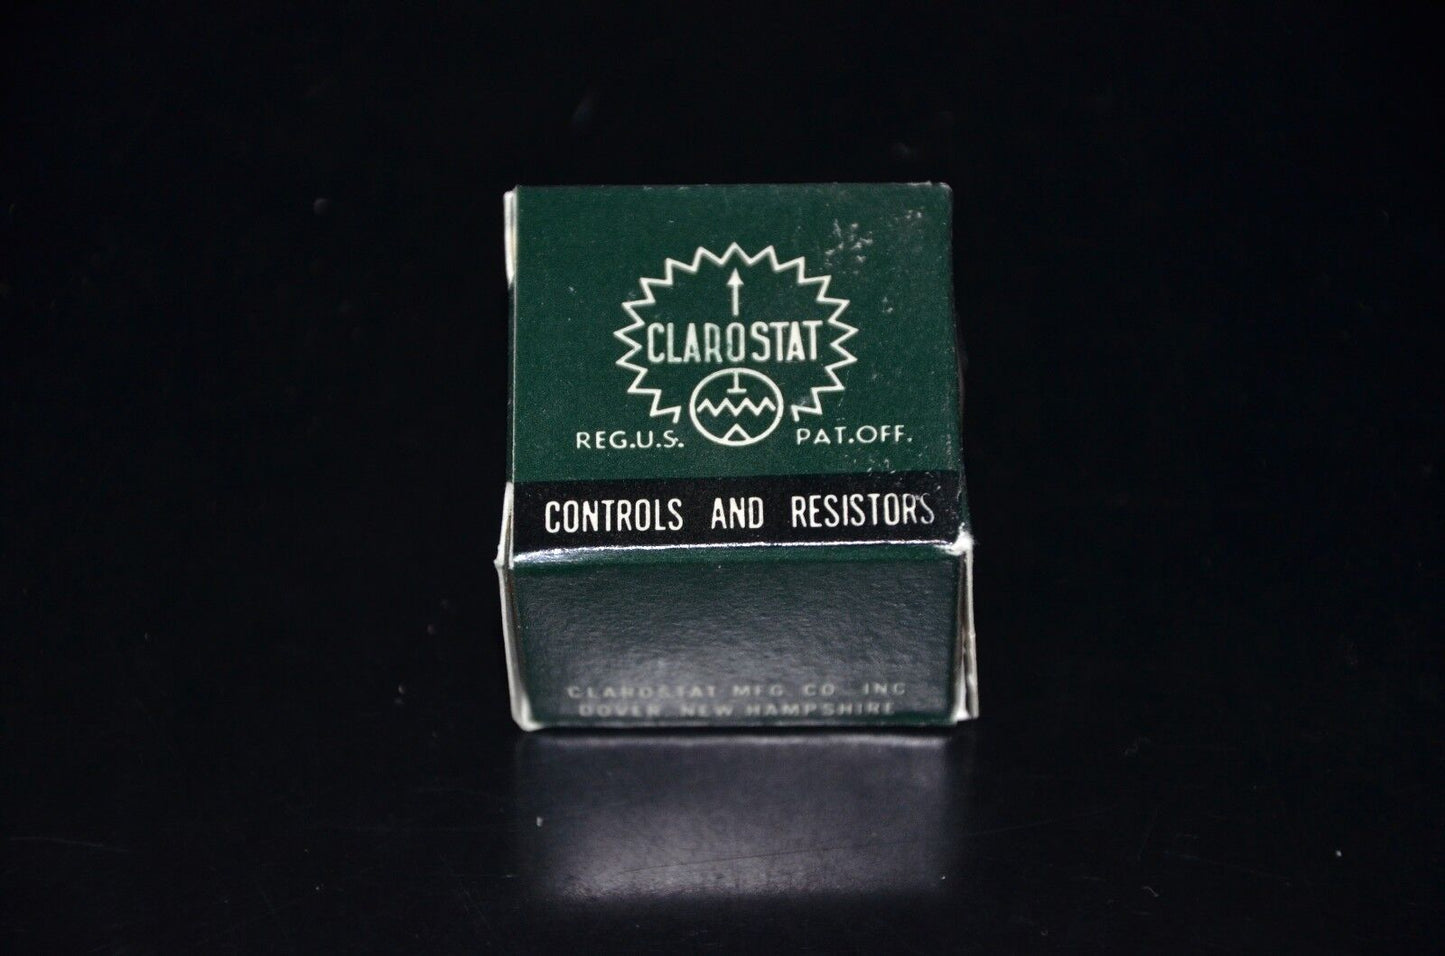 CLAROSTAT
REG.U.S. PAT.OFF.
CONTROLS AND RESISTORS
CLAROSTAT MFG. CO. INC
DOVER, NEW HAMPSHIRE